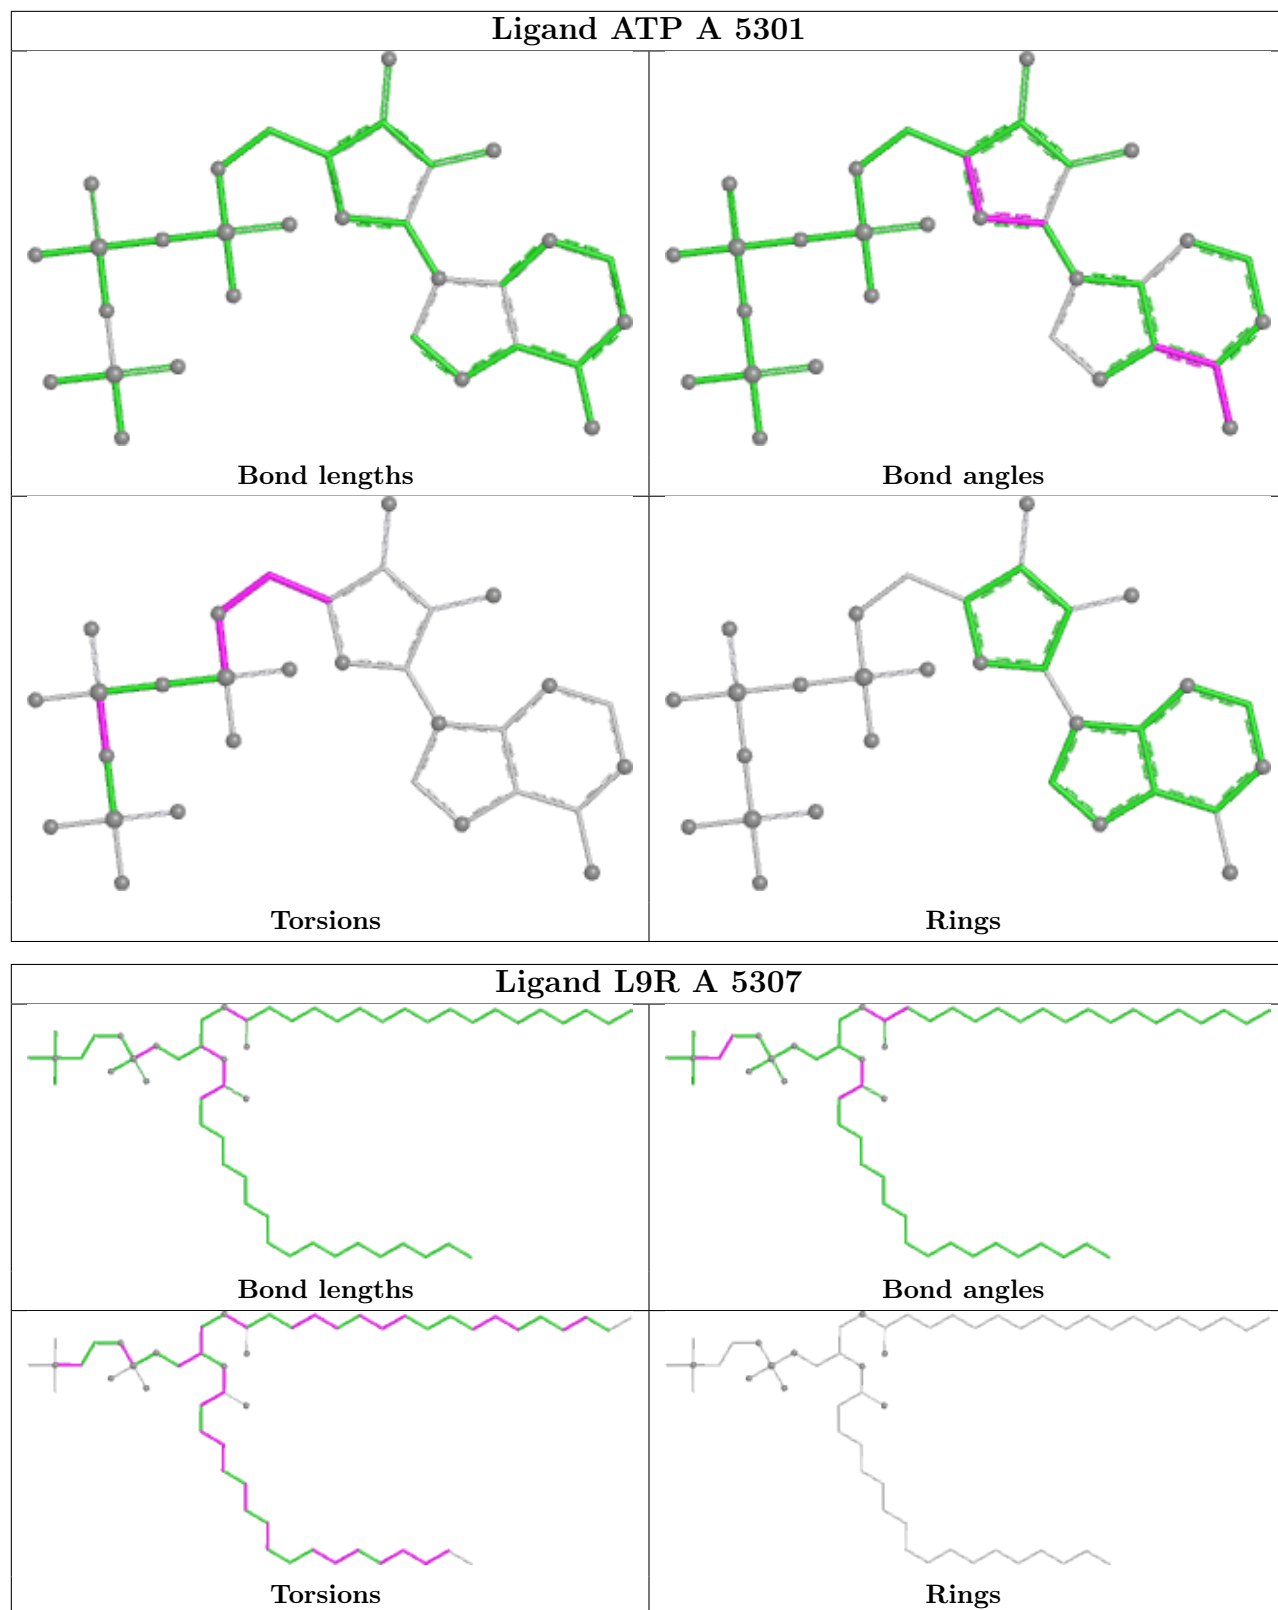 Ligand ATP A 5301
Bond lengths
Bond angles
Torsions
Rings
Ligand L9R A 5307
Bond lengths
Bond angles
Torsions
Rings